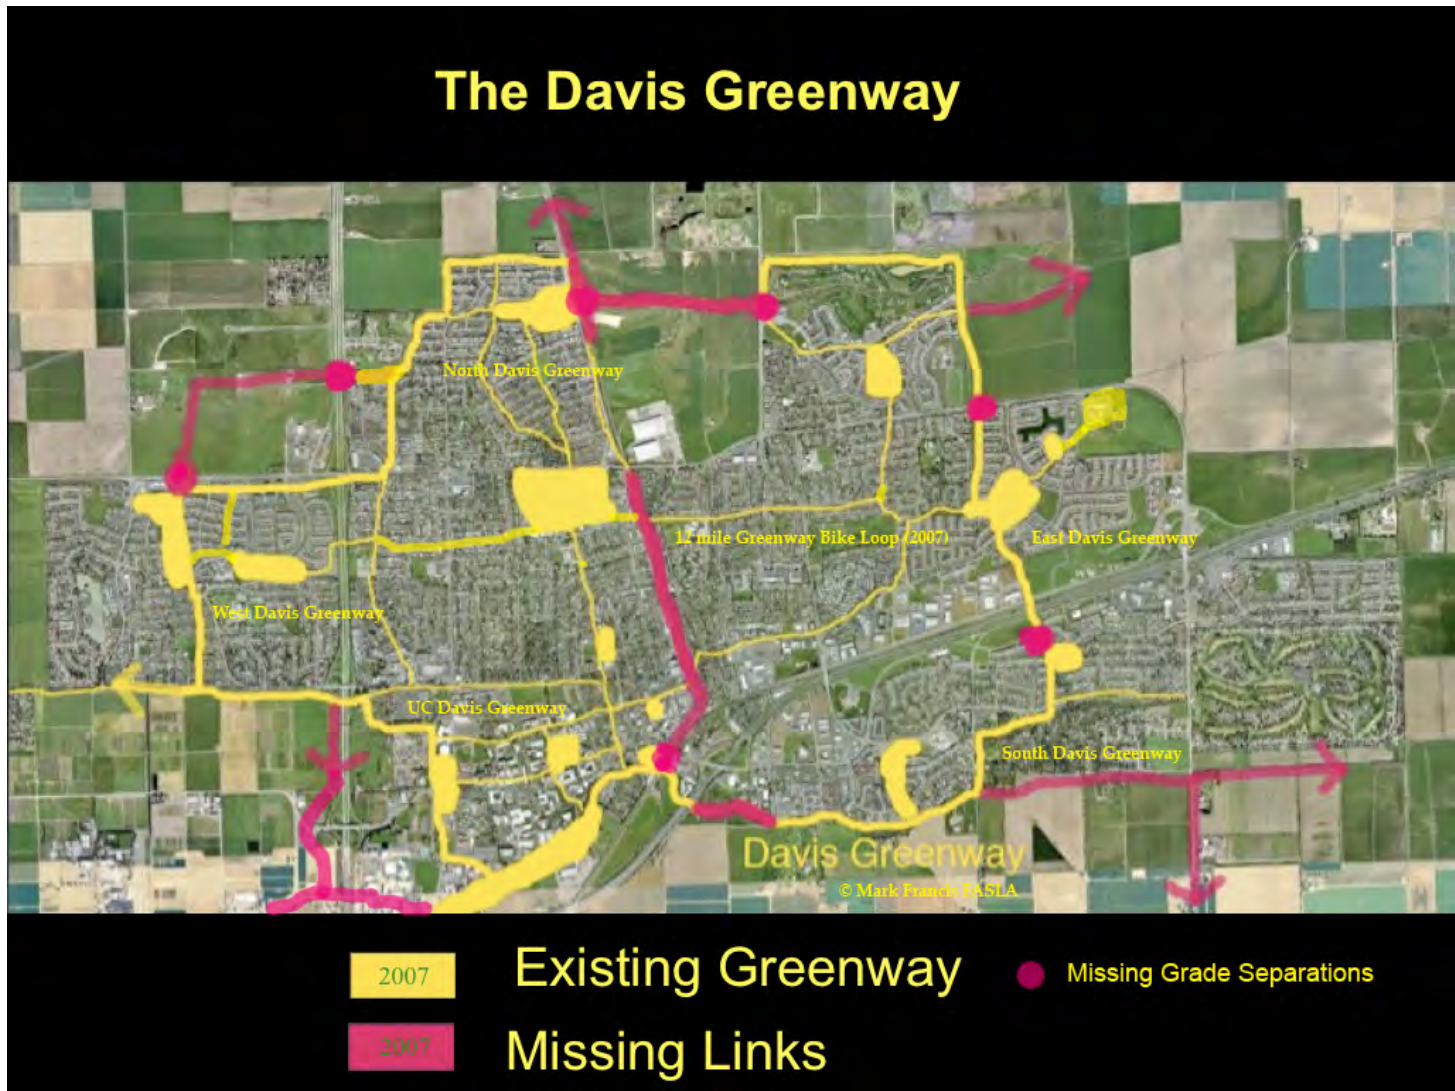 The Davis Greenway
North Davis Greenway
12 mile Greenway Bike Loop (2007)
East Davis Greenway
West Davis Greenway
UC Davis Greenway
South Davis Greenway
Davis Greenway
© Mark Francis FASLA
2007
Existing Greenway
Missing Grade Separations
2007
Missing Links